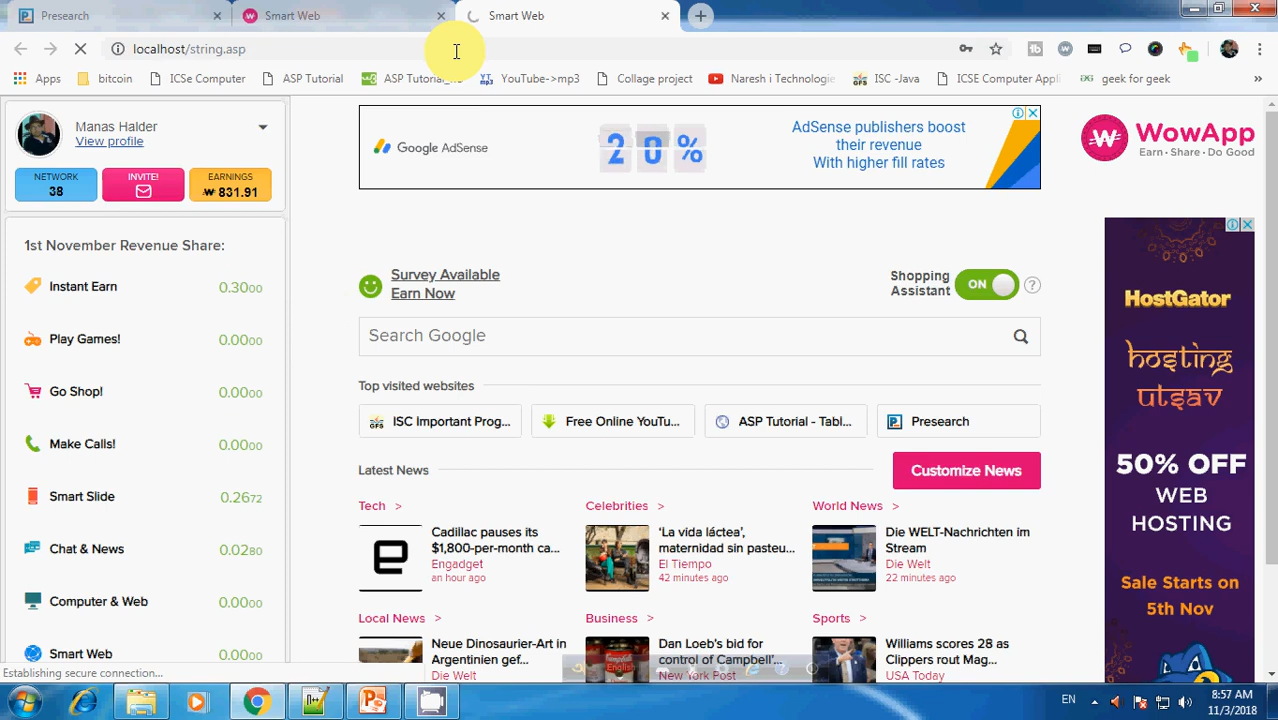 Presearch
Smart Web
Smart Web
localhost/string.asp
Apps
bitcoin
ICSe Computer
ASP Tutorial
YouTube->mp3
Collage project
Naresh i Technologie
ISC -Java
ICSE Computer Appli
geek for geek
»
Manas Halder
View profile
NETWORK
38
INVITE!
EARNINGS
831.91
1st November Revenue Share:
Instant Earn 0.3000
Play Games! 0.0000
Go Shop! 0.0000
Make Calls! 0.0000
Smart Slide 0.2672
Chat & News 0.0280
Computer & Web 0.0000
Smart Web 0.0000
Google AdSense
20%
AdSense publishers boost
their revenue
With higher fill rates
WowApp
Earn · Share · Do Good
Survey Available
Earn Now
Shopping
Assistant
ON
?
Search Google
Top visited websites
ISC Important Prog...
Free Online YouTu...
ASP Tutorial - Tabl...
Presearch
Latest News
Customize News
Tech >
Cadillac pauses its
$1,800-per-month ca...
Engadget
an hour ago
Celebrities >
'La vida láctea',
maternidad sin pasteu...
El Tiempo
42 minutes ago
World News >
Die WELT-Nachrichten im
Stream
Die Welt
22 minutes ago
Local News >
Neue Dinosaurier-Art in
Argentinien gef...
Die Welt
Business >
Dan Loeb's bid for
control of Campbell'...
New York Post
Sports >
Williams scores 28 as
Clippers rout Mag...
USA Today
HostGator
hosting
utsav
50% OFF
WEB
HOSTING
Sale Starts on
5th Nov
Establishing secure connection...
English
EN
8:57 AM
11/3/2018